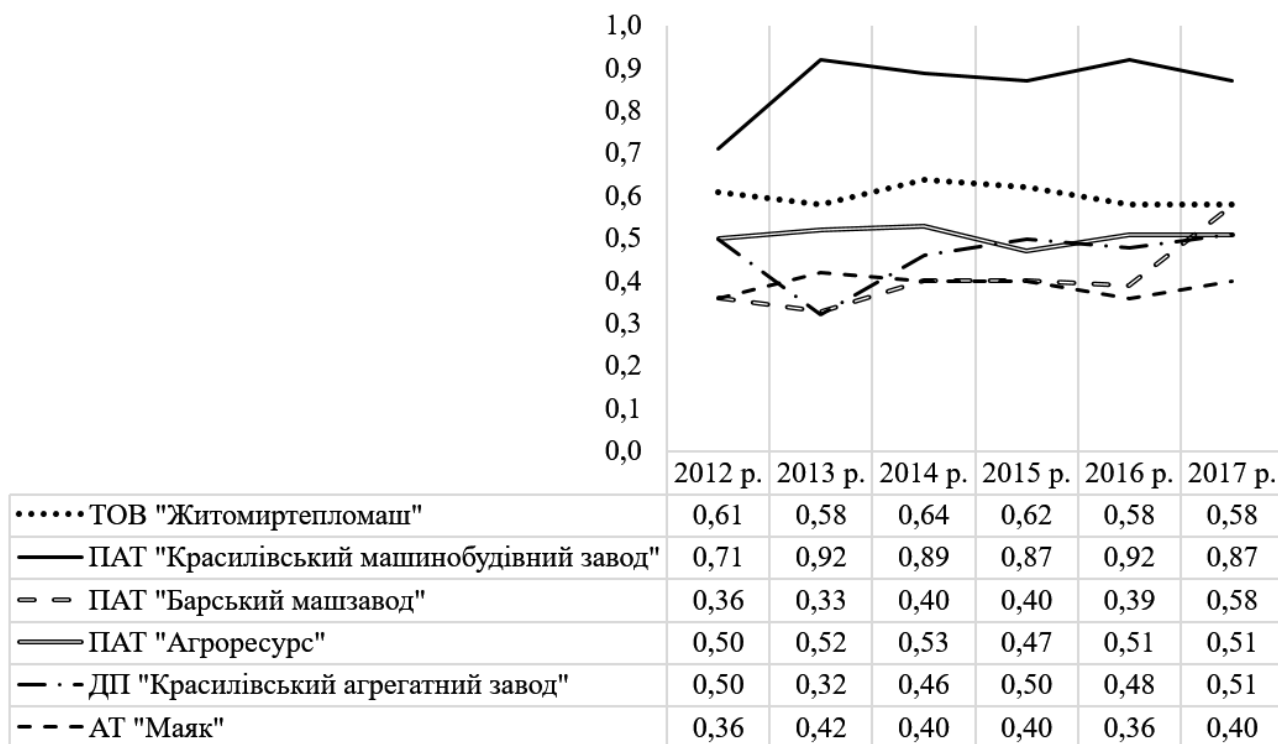 1,0
0,9
0,8
0,7
0,6
0,5
0,4
0,3
0,2
0,1
0,0
2012 р. 2013 р. 2014 р. 2015 р. 2016 р. 2017 р.
ТОВ "Житомиртепломаш" 0,61 0,58 0,64 0,62 0,58 0,58
ПАТ "Красилівський машинобудівний завод" 0,71 0,92 0,89 0,87 0,92 0,87
ПАТ "Барський машзавод" 0,36 0,33 0,40 0,40 0,39 0,58
ПАТ "Агроресурс" 0,50 0,52 0,53 0,47 0,51 0,51
ДП "Красилівський агрегатний завод" 0,50 0,32 0,46 0,50 0,48 0,51
АТ "Маяк" 0,36 0,42 0,40 0,40 0,36 0,40